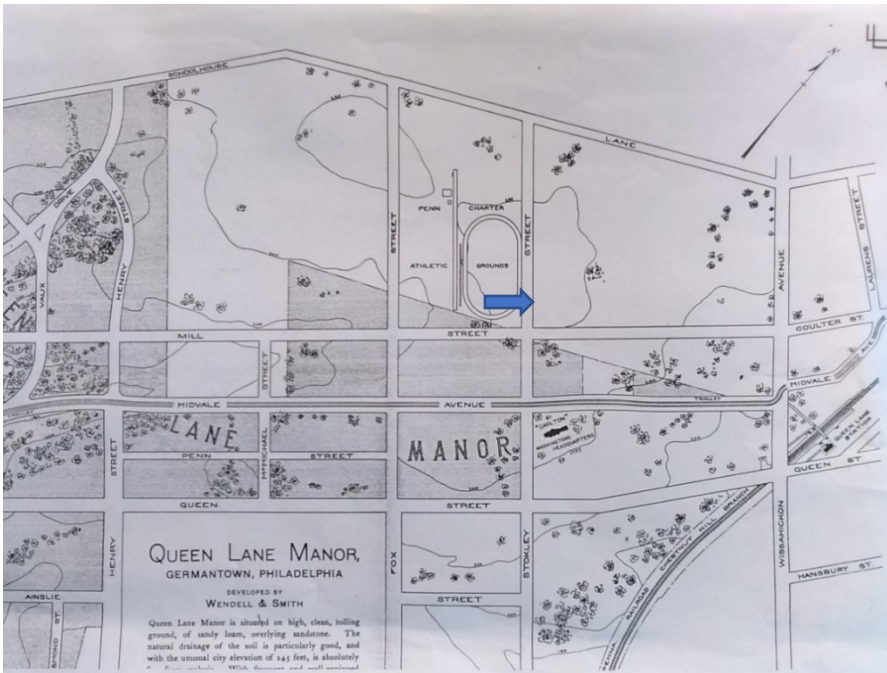 SCHOOLHOUSE
LANE
DRIVE
STREET
HENRY
VAUX
STREET
PENN CHARTER
ATHLETIC GROUNDS
STREET
AVENUE
LAURENS STREET
COULTER ST.
MILL STREET
STREET
MIDVALE AVENUE
TROLLEY
MIDVALE AVE
LANE MANOR
"CARLTON"
WASHINGTON'S
HEADQUARTERS
1777
QUEEN LANE
STATION
PENN STREET
McMICHAEL
STREET
HENRY
QUEEN STREET
QUEEN ST.
FOX
STOKLEY
WISSAHICKON
HANSBURY ST.
PENNA RAILROAD CHESTNUT HILL BRANCH
AINSLIE
STREET
ST.
QUEEN LANE MANOR,
GERMANTOWN, PHILADELPHIA
DEVELOPED BY
WENDELL & SMITH
Queen Lane Manor is situated on high, clean, rolling
ground, of sandy loam, overlying sandstone. The
natural drainage of the soil is particularly good, and
with the unusual city elevation of 245 feet, is absolutely